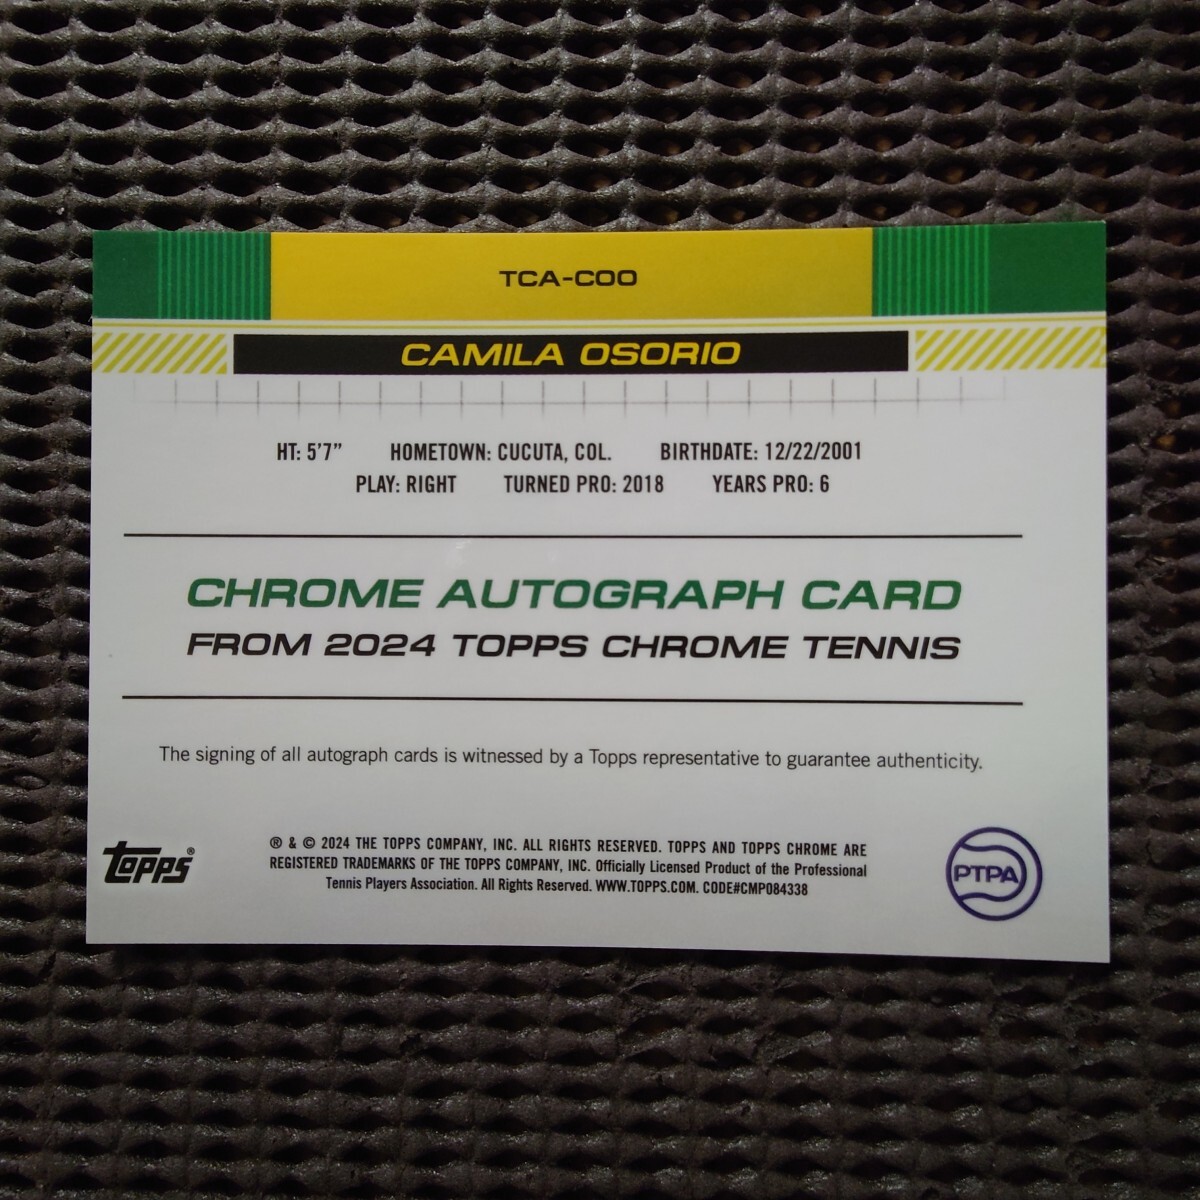 TCA-COO
CAMILA OSORIO
HT: 5'7" HOMETOWN: CUCUTA, COL. BIRTHDATE: 12/22/2001
PLAY: RIGHT TURNED PRO: 2018 YEARS PRO: 6
CHROME AUTOGRAPH CARD
FROM 2024 TOPPS CHROME TENNIS
The signing of all autograph cards is witnessed by a Topps representative to guarantee authenticity.
Topps®
® & © 2024 THE TOPPS COMPANY, INC. ALL RIGHTS RESERVED. TOPPS AND TOPPS CHROME ARE
REGISTERED TRADEMARKS OF THE TOPPS COMPANY, INC. Officially Licensed Product of the Professional
Tennis Players Association. All Rights Reserved. WWW.TOPPS.COM. CODE#CMP084338
PTPA